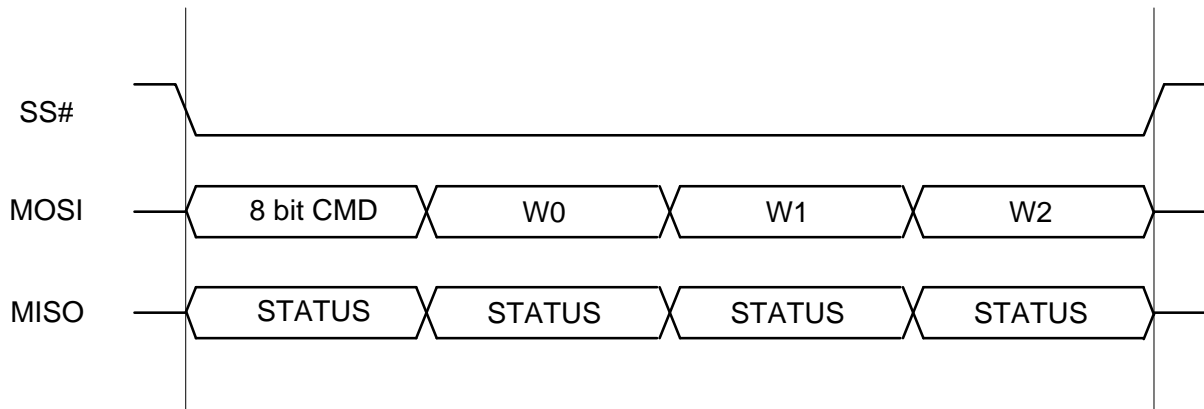 SS#
MOSI 8 bit CMD W0 W1 W2
MISO STATUS STATUS STATUS STATUS